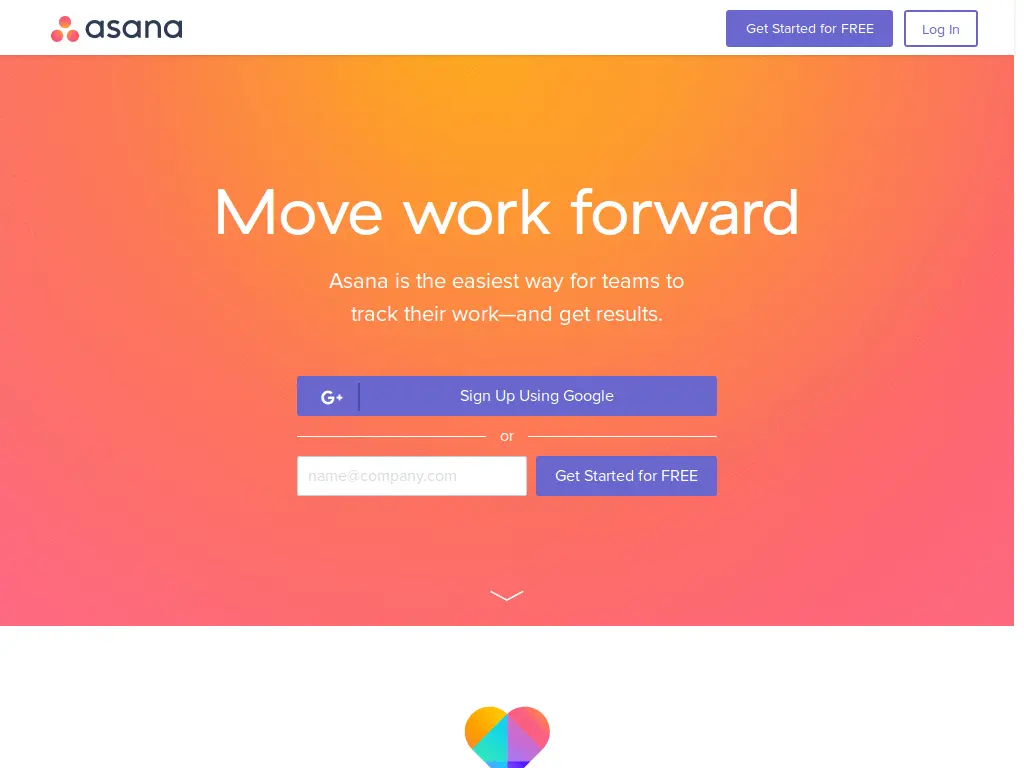 asana
Get Started for FREE
Log In
Move work forward
Asana is the easiest way for teams to
track their work—and get results.
G+
Sign Up Using Google
or
name@company.com
Get Started for FREE